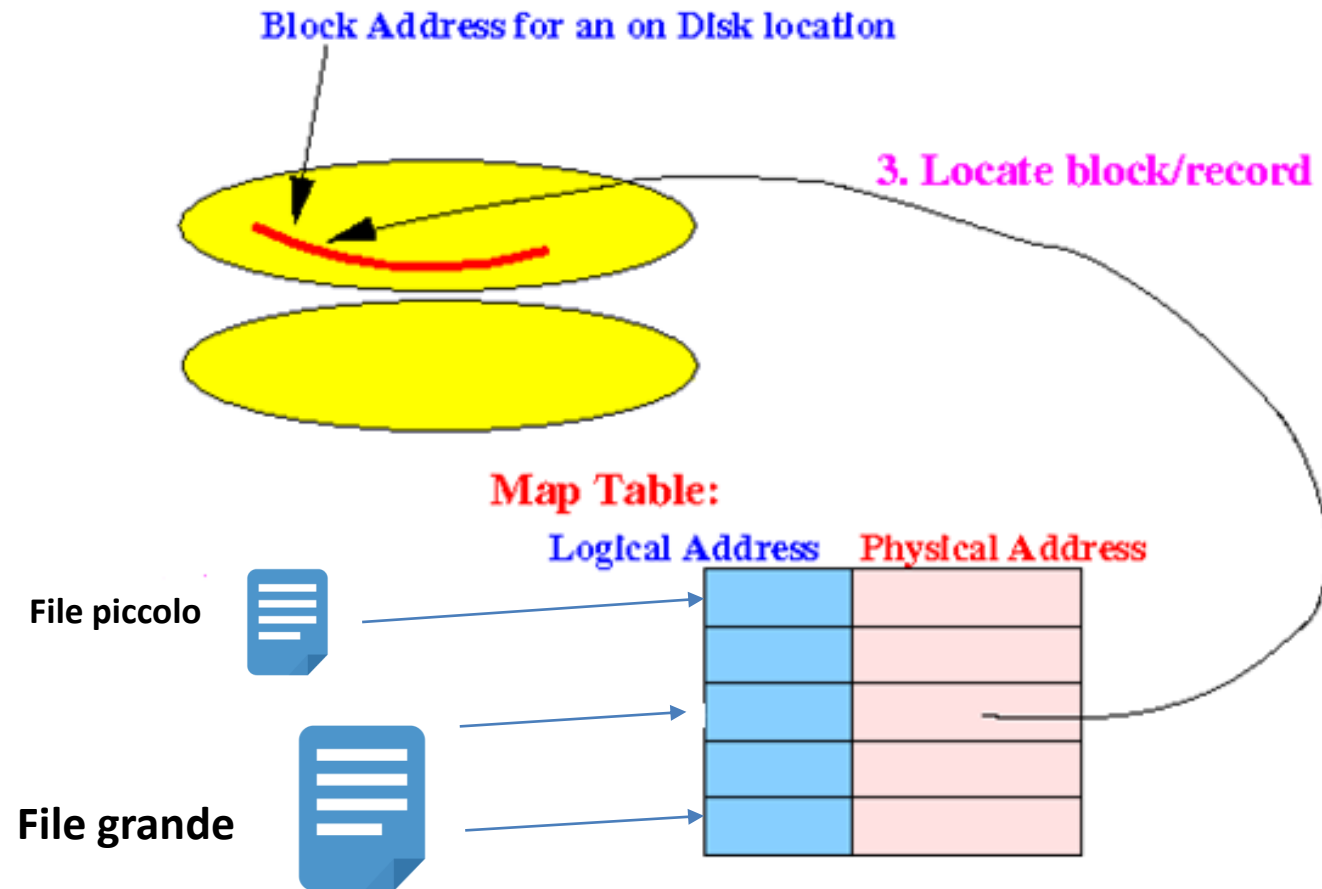 Block Address for an on Disk location
3. Locate block/record
Map Table:
Logical Address Physical Address
File piccolo
File grande